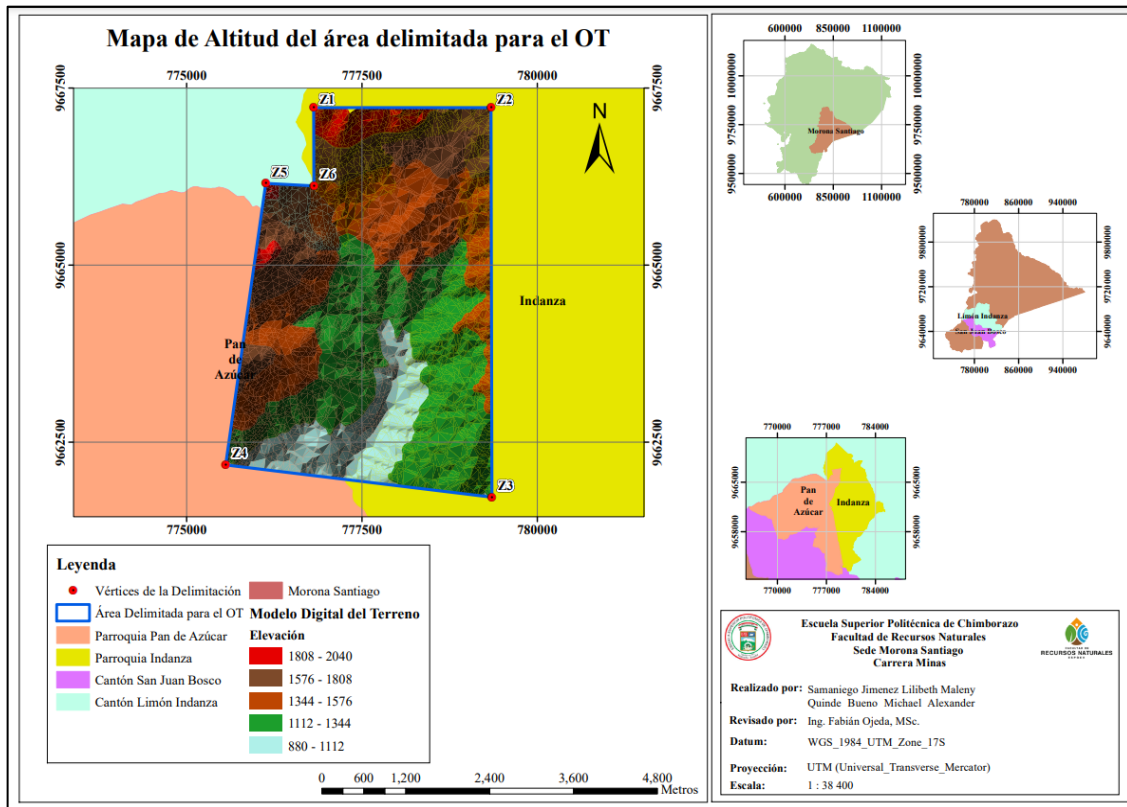 Mapa de Altitud del área delimitada para el OT
775000
777500
780000
9667500
9667500
Z1
Z2
N
Z5
Z6
9665000
9665000
Indanza
Pan
de
Azúcar
9662500
9662500
Z4
Z3
775000
777500
780000
Leyenda
Vértices de la Delimitación
Área Delimitada para el OT
Parroquia Pan de Azúcar
Parroquia Indanza
Cantón San Juan Bosco
Cantón Limón Indanza
Morona Santiago
Modelo Digital del Terreno
Elevación
1808 - 2040
1576 - 1808
1344 - 1576
1112 - 1344
880 - 1112
0 600 1,200 2,400 3,600 4,800
Metros
600000 850000 1100000
10000000
10000000
Morona Santiago
9750000
9750000
9500000
9500000
600000 850000 1100000
780000 860000 940000
9800000
9800000
9720000
9720000
Limón Indanza
San Juan Bosco
9640000
9640000
780000 860000 940000
770000 777000 784000
9665000
9665000
Pan
de
Azúcar
Indanza
9658000
9658000
770000 777000 784000
Escuela Superior Politécnica de Chimborazo
Facultad de Recursos Naturales
Sede Morona Santiago
Carrera Minas
RECURSOS NATURALES
Realizado por: Samaniego Jimenez Lilibeth Maleny
Quinde Bueno Michael Alexander
Revisado por: Ing. Fabián Ojeda, MSc.
Datum: WGS_1984_UTM_Zone_17S
Proyección: UTM (Universal_Transverse_Mercator)
Escala: 1 : 38 400